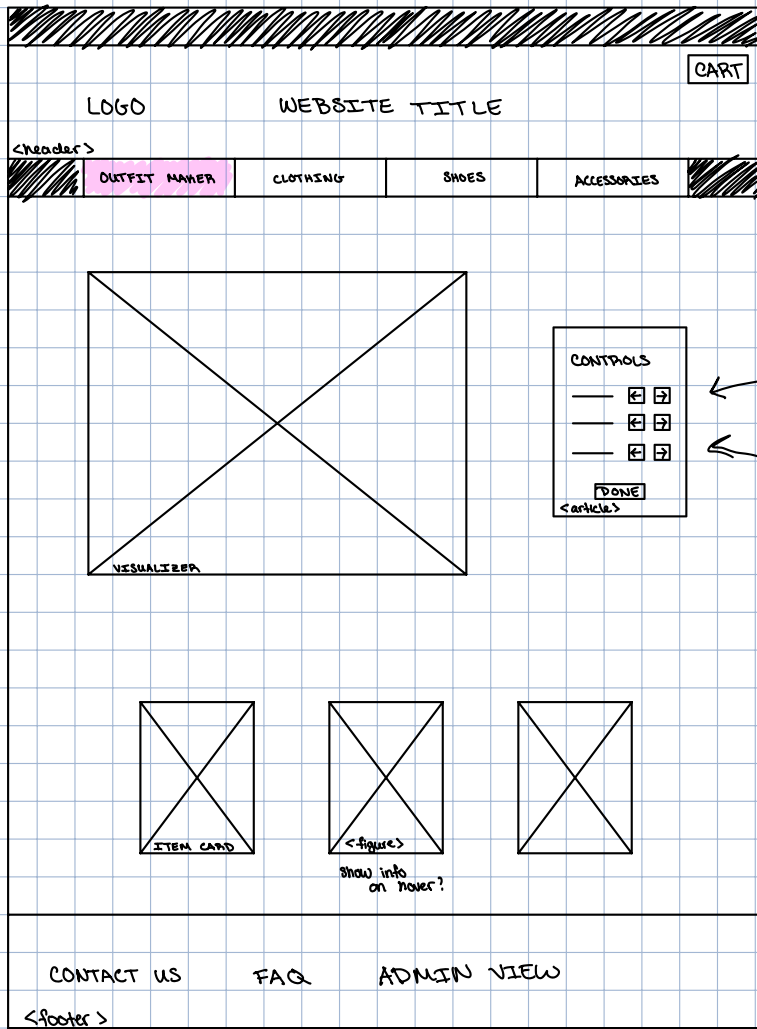 CART
LOGO WEBSITE TITLE
<header>
OUTFIT MAKER CLOTHING SHOES ACCESSORIES
CONTROLS
← →
← →
← →
DONE
<article>
VISUALIZER
ITEM CARD <figure>
show info
on hover?
CONTACT US FAQ ADMIN VIEW
<footer>